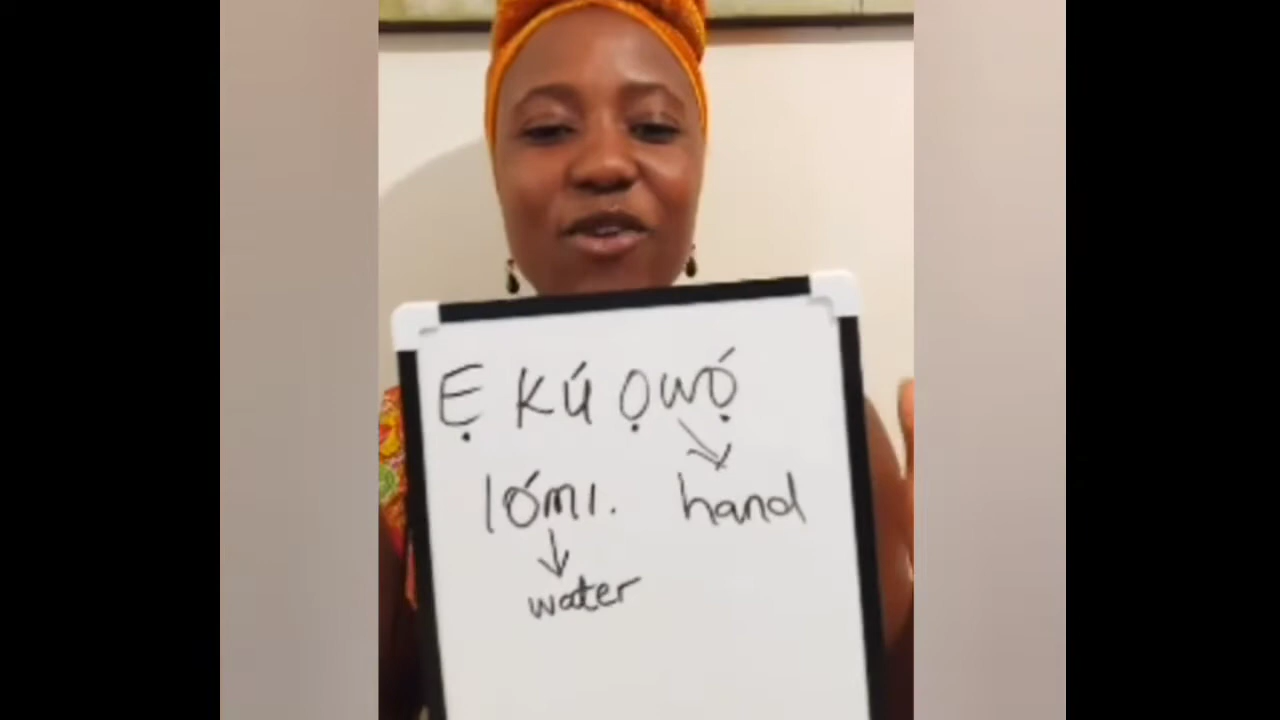 Ẹ kú ọwọ́
lómi. hand
water